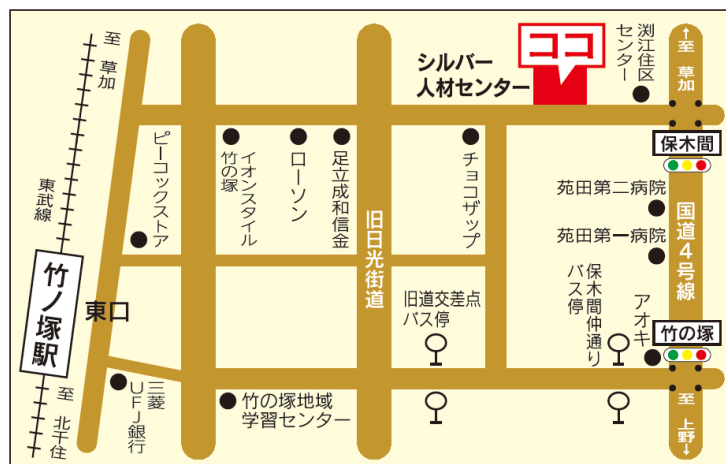 至 草加
東武線
竹ノ塚駅
東口
至 北千住
ピーコックストア
三菱
UFJ銀行
イオンスタイル
竹の塚
ローソン
足立成和信金
旧日光街道
チョコザップ
シルバー
人材センター
ココ
渕江住区
センター
←至 草加
保木間
苑田第二病院
苑田第一病院
国道4号線
旧道交差点
バス停
保木間仲通り
バス停
アオキ
竹の塚
竹の塚地域
学習センター
至 上野→